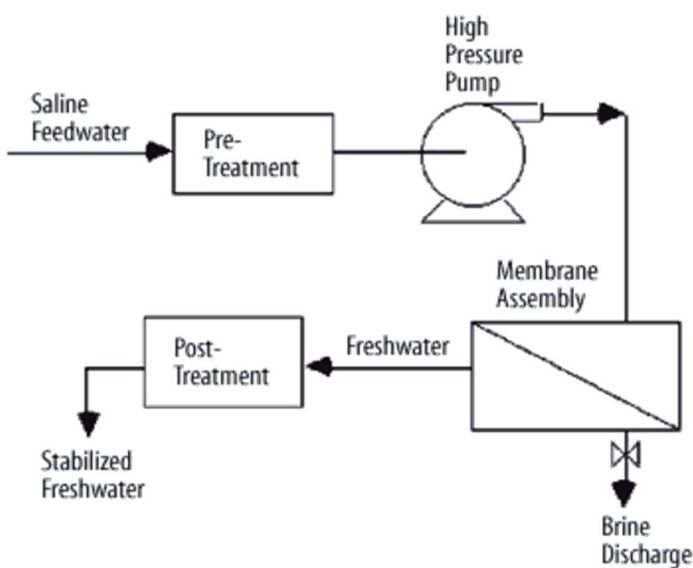 High
Pressure
Pump
Saline
Feedwater
Pre-
Treatment
Membrane
Assembly
Freshwater
Post-
Treatment
Stabilized
Freshwater
Brine
Discharge